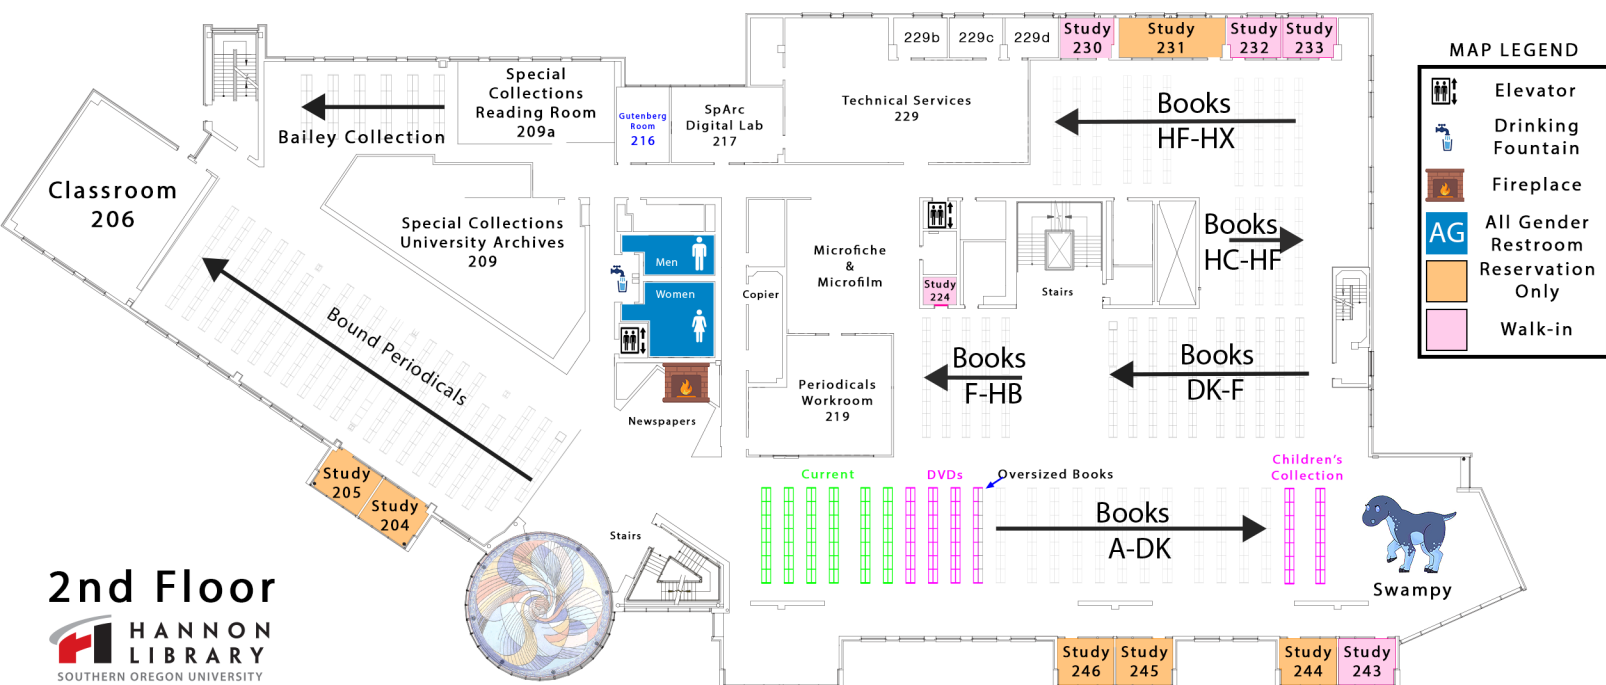 229b
229c
229d
Study
230
Study
231
Study
232
Study
233
MAP LEGEND
Elevator
Drinking
Fountain
Fireplace
AG
All Gender
Restroom
Reservation
Only
Walk-in
Special
Collections
Reading Room
209a
Bailey Collection
Gutenberg
Room
216
SpArc
Digital Lab
217
Technical Services
229
Books
HF-HX
Classroom
206
Special Collections
University Archives
209
Men
Women
Copier
Microfiche
&
Microfilm
Study
224
Stairs
Books
HC-HF
Bound Periodicals
Newspapers
Periodicals
Workroom
219
Books
F-HB
Books
DK-F
Study
205
Study
204
Stairs
Current
DVDs
Oversized Books
Books
A-DK
Children's
Collection
Swampy
2nd Floor
HANNON
LIBRARY
SOUTHERN OREGON UNIVERSITY
Study
246
Study
245
Study
244
Study
243